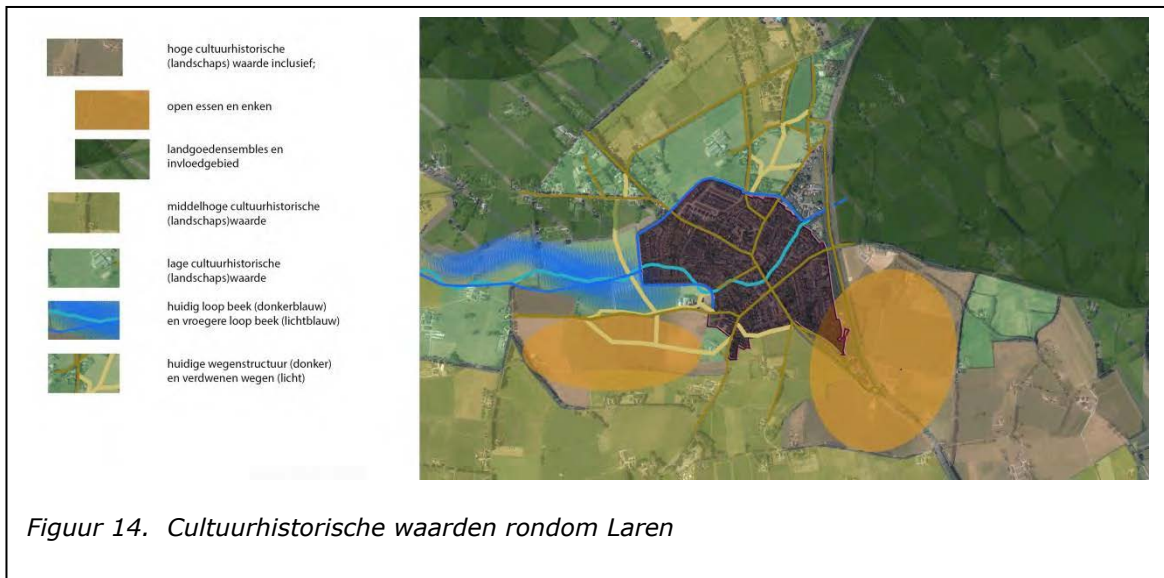 hoge cultuurhistorische
(landschaps) waarde inclusief;
open essen en enken
landgoedensembles en
invloedgebied
middelhoge cultuurhistorische
(landschaps)waarde
lage cultuurhistorische
(landschaps)waarde
huidig loop beek (donkerblauw)
en vroegere loop beek (lichtblauw)
huidige wegenstructuur (donker)
en verdwenen wegen (licht)
Figuur 14. Cultuurhistorische waarden rondom Laren